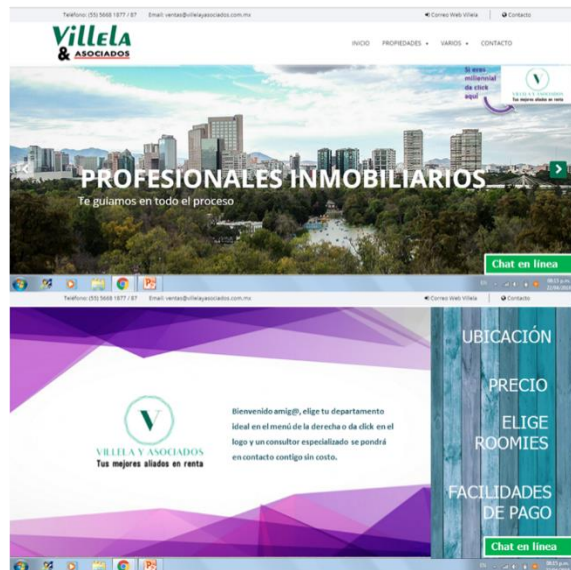 Teléfono: (55) 5668 1877 / 87 Email: ventas@villelayasociados.com.mx Correo Web Villela Contacto
Villela
& ASOCIADOS
INICIO PROPIEDADES VARIOS CONTACTO
Si eres
millennial
da click
aquí
V
VILLELA Y ASOCIADOS
Tus mejores aliados en renta
PROFESIONALES INMOBILIARIOS
Te guiamos en todo el proceso
Chat en línea
EN
Teléfono: (55) 5668 1877 / 87 Email: ventas@villelayasociados.com.mx Correo Web Villela Contacto
UBICACIÓN
PRECIO
ELIGE
ROOMIES
FACILIDADES
DE PAGO
V
VILLELA Y ASOCIADOS
Tus mejores aliados en renta
Bienvenido amig@, elige tu departamento
ideal en el menú de la derecha o da click en el
logo y un consultor especializado se pondrá
en contacto contigo sin costo.
Chat en línea
EN